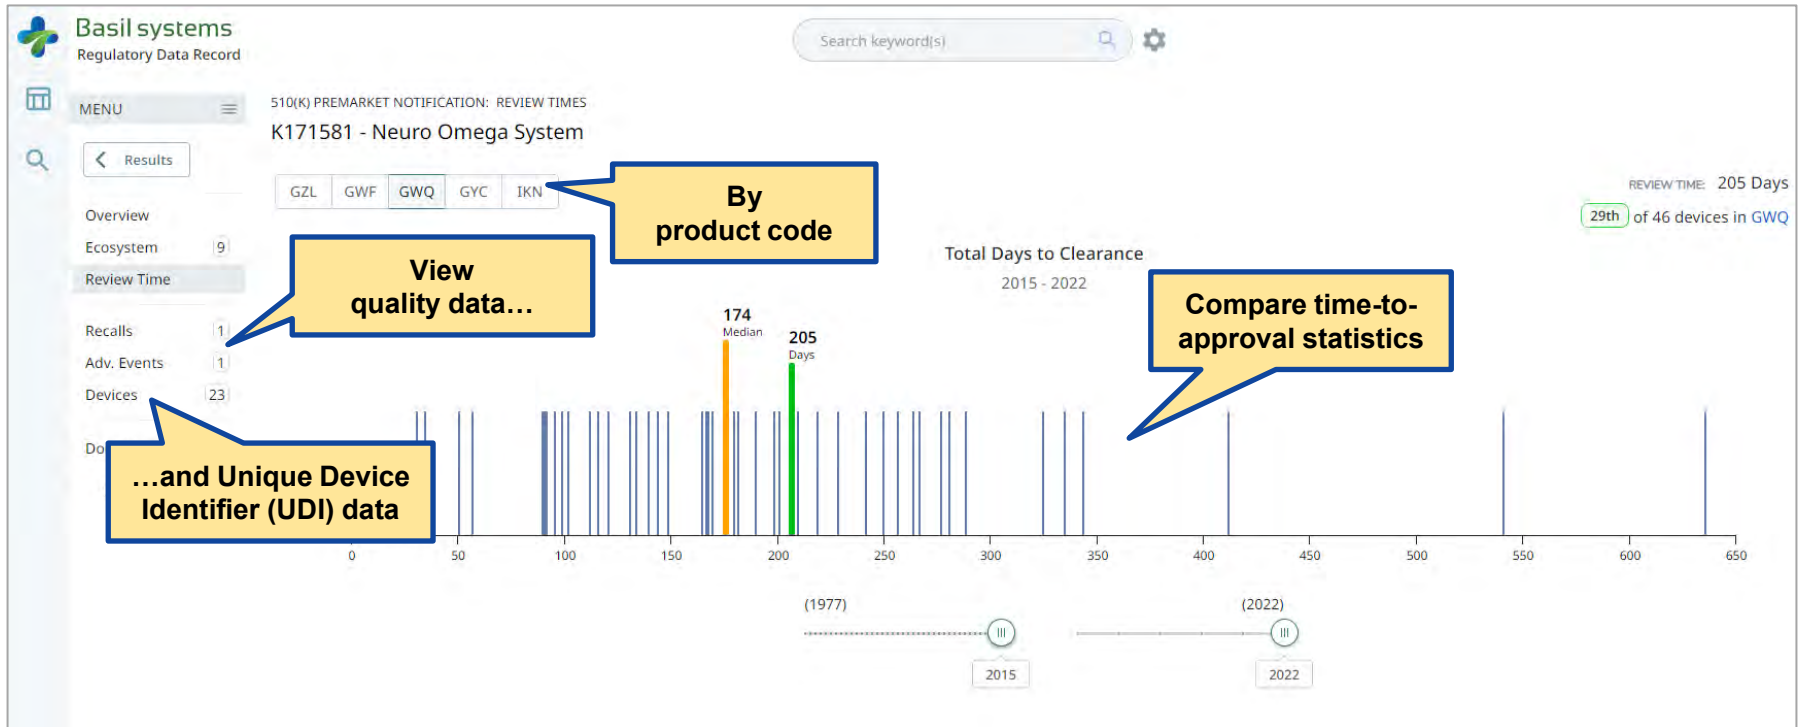 Basil systems
Regulatory Data Record
Search keyword(s)
MENU
Results
Overview
Ecosystem 9
Review Time
Recalls 1
Adv. Events 1
Devices 23
Do
510(K) PREMARKET NOTIFICATION: REVIEW TIMES
K171581 - Neuro Omega System
GZL GWF GWQ GYC IKN
By
product code
REVIEW TIME: 205 Days
29th of 46 devices in GWQ
View
quality data…
Total Days to Clearance
2015 - 2022
Compare time-to-
approval statistics
174
Median
205
Days
…and Unique Device
Identifier (UDI) data
0 50 100 150 200 250 300 350 400 450 500 550 600 650
(1977) (2022)
2015 2022